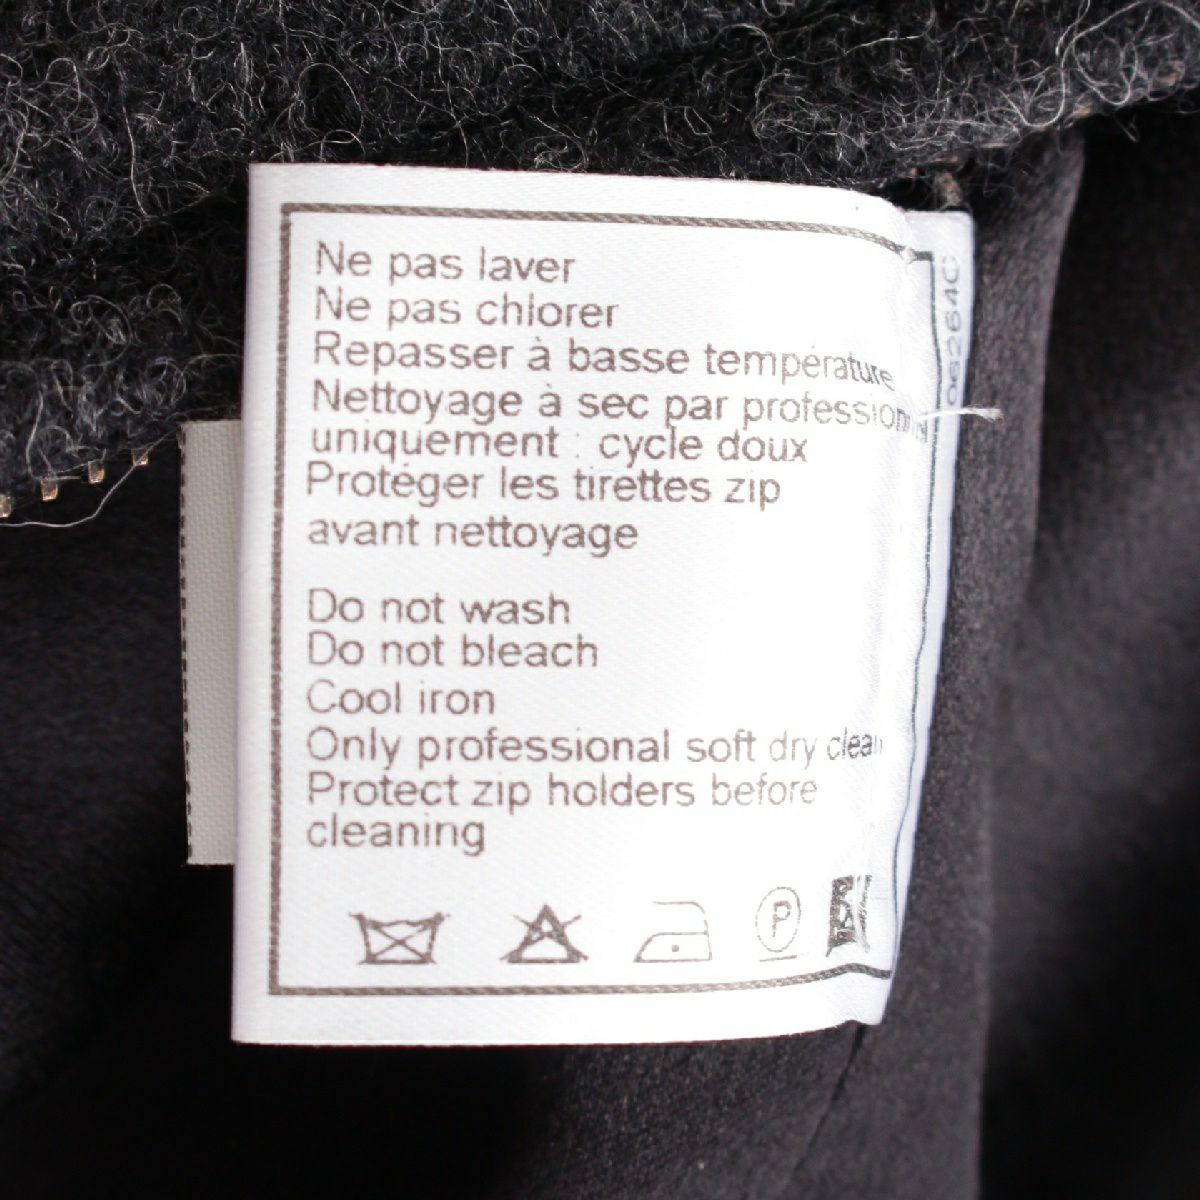 Ne pas laver
Ne pas chlorer
Repasser à basse température
Nettoyage à sec par
uniquement : cycle doux
Protéger les tirettes zip
avant nettoyage
Do not wash
Do not bleach
Cool iron
Only professional soft dry clean
Protect zip holders before
cleaning
P
06264C